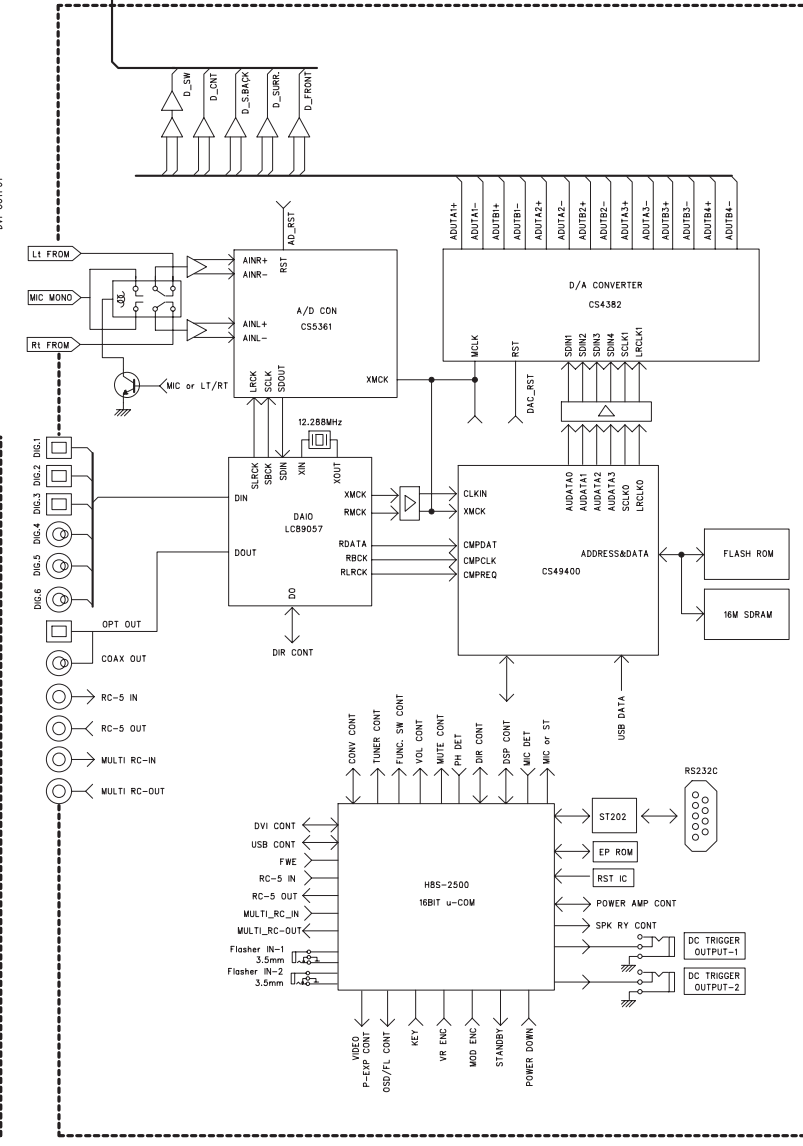 D_SW
D_CNT
D_S.BACK
D_SURR.
D_FRONT
ADUTA1+
ADUTA1-
ADUTB1+
ADUTB1-
ADUTA2+
ADUTA2-
ADUTB2+
ADUTB2-
ADUTA3+
ADUTA3-
ADUTB3+
ADUTB3-
ADUTB4+
ADUTB4-
AD_RST
Lt FROM
MIC MONO
Rt FROM
AINR+
AINR-
AINL+
AINL-
RST
A/D CON
CS5361
LRCK
SCLK
SDOUT
XMCK
MIC or LT/RT
D/A CONVERTER
CS4382
MCLK
RST
SDIN1
SDIN2
SDIN3
SDIN4
SCLK1
LRCLK1
DAC_RST
12.288MHz
DIG.1
DIG.2
DIG.3
DIG.4
DIG.5
DIG.6
OPT OUT
COAX OUT
RC-5 IN
RC-5 OUT
MULTI RC-IN
MULTI RC-OUT
SLRCK
SBCK
SDIN
XIN
XOUT
DIN
DOUT
DAIO
LC89057
XMCK
RMCK
RDATA
RBCK
RLRCK
DO
DIR CONT
CLKIN
XMCK
CMPDAT
CMPCLK
CMPREQ
AUDATA0
AUDATA1
AUDATA2
AUDATA3
SCLK0
LRCLK0
ADDRESS&DATA
CS49400
FLASH ROM
16M SDRAM
USB DATA
CONV CONT
TUNER CONT
FUNC. SW CONT
VOL CONT
MUTE CONT
PH DET
DIR CONT
DSP CONT
MIC DET
MIC or ST
RS232C
DVI CONT
USB CONT
FWE
RC-5 IN
RC-5 OUT
MULTI_RC_IN
MULTI_RC-OUT
Flasher IN-1
3.5mm
Flasher IN-2
3.5mm
H8S-2500
16BIT u-COM
ST202
EP ROM
RST IC
POWER AMP CONT
SPK RY CONT
DC TRIGGER
OUTPUT-1
DC TRIGGER
OUTPUT-2
VIDEO
P-EXP CONT
OSD/FL CONT
KEY
VR ENC
MOD ENC
STANDBY
POWER DOWN